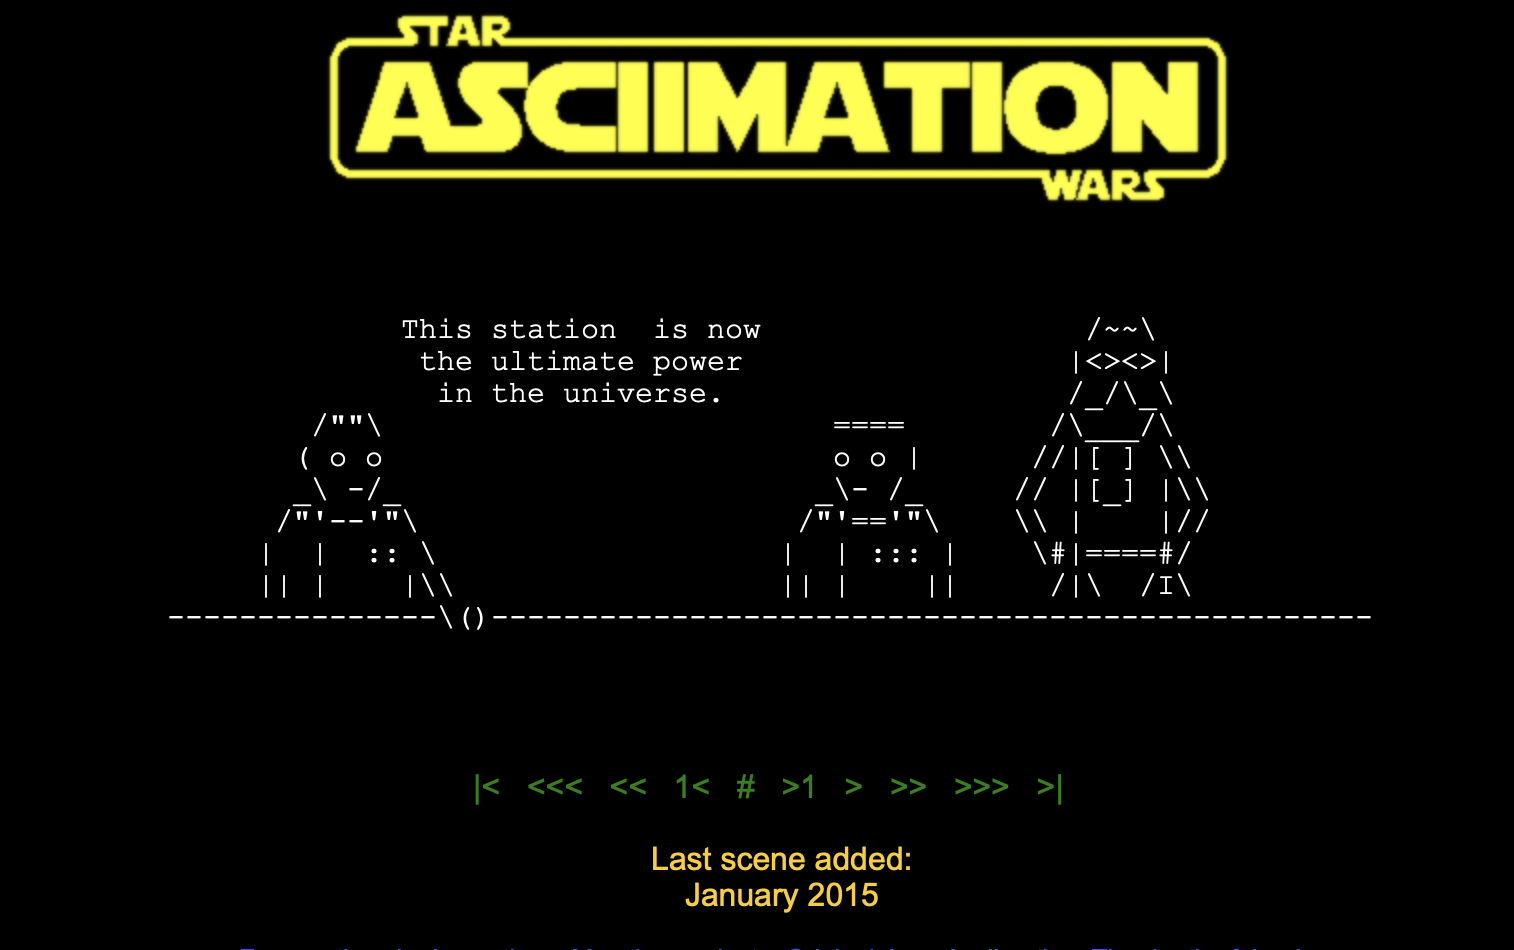 STAR
ASCIIMATION
WARS
This station  is now
the ultimate power
in the universe.
|< <<< << 1< # >1 > >> >>> >|
Last scene added:
January 2015